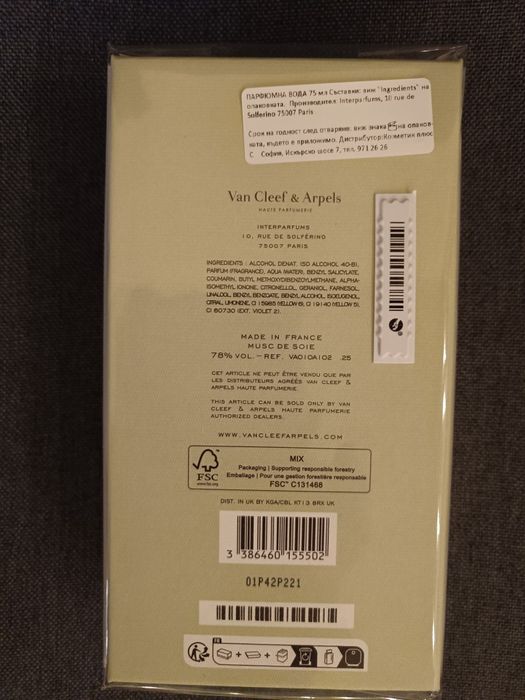 ПАРФЮМНА ВОДА 75 мл Съставки: виж "Ingredients" на
опаковката. Производител: Interparfums, 10 rue de
Solferino 75007 Paris
Срок на годност след отваряне: виж знака на опаков-
ката, където е приложимо. Дистрибутор:Козметик плюс
С София, Искърско шосе 7, тел. 971 26 26
Van Cleef & Arpels
HAUTE PARFUMERIE
INTERPARFUMS
10, RUE DE SOLFÉRINO
75007 PARIS
INGREDIENTS : ALCOHOL DENAT. (SD ALCOHOL 40-B),
PARFUM (FRAGRANCE), AQUA (WATER), BENZYL SALICYLATE,
COUMARIN, BUTYL METHOXYDIBENZOYLMETHANE, ALPHA-
ISOMETHYL IONONE, CITRONELLOL, GERANIOL, FARNESOL,
LINALOOL, BENZYL BENZOATE, BENZYL ALCOHOL, ISOEUGENOL,
CITRAL, LIMONENE, CI 15985 (YELLOW 6), CI 19140 (YELLOW 5),
CI 60730 (EXT. VIOLET 2).
MADE IN FRANCE
MUSC DE SOIE
78% VOL. – REF. VA010A102 .25
CET ARTICLE NE PEUT ÊTRE VENDU QUE PAR
LES DISTRIBUTEURS AGRÉÉS VAN CLEEF &
ARPELS HAUTE PARFUMERIE.
THIS ARTICLE CAN BE SOLD ONLY BY VAN
CLEEF & ARPELS HAUTE PARFUMERIE
AUTHORIZED DEALERS.
WWW.VANCLEEFARPELS.COM
FSC
www.fsc.org
MIX
Packaging | Supporting responsible forestry
Emballage | Pour une gestion forestière responsable
FSC™ C131468
DIST. IN UK BY KGA/CBL KT13 8RX UK
3 386460 155502
01P42P221
FR
+ +